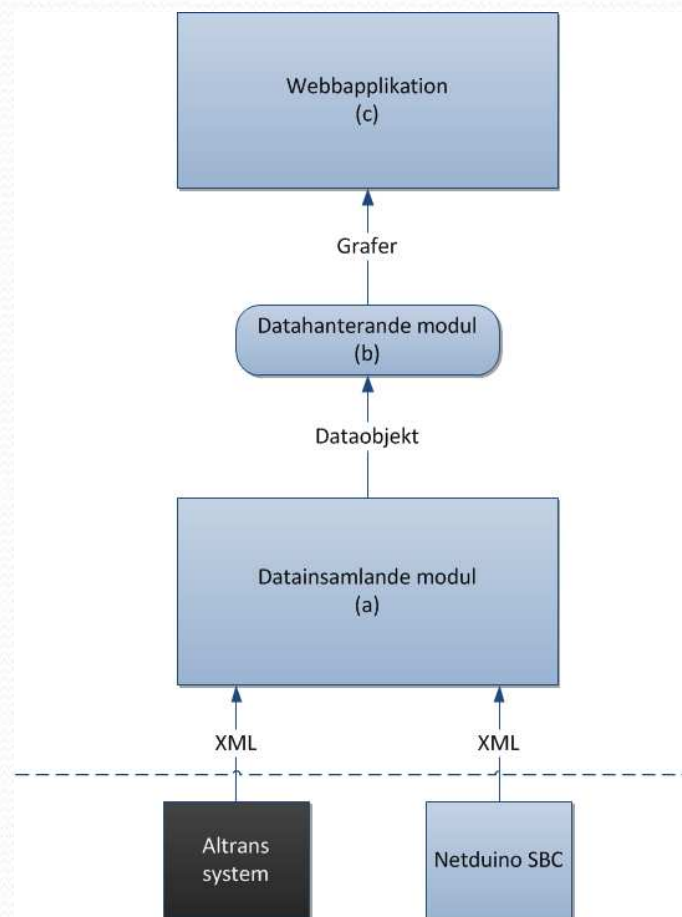 Webbapplikation
(c)
Grafer
Datahanterande modul
(b)
Dataobjekt
Datainsamlande modul
(a)
XML
XML
Altrans
system
Netduino SBC